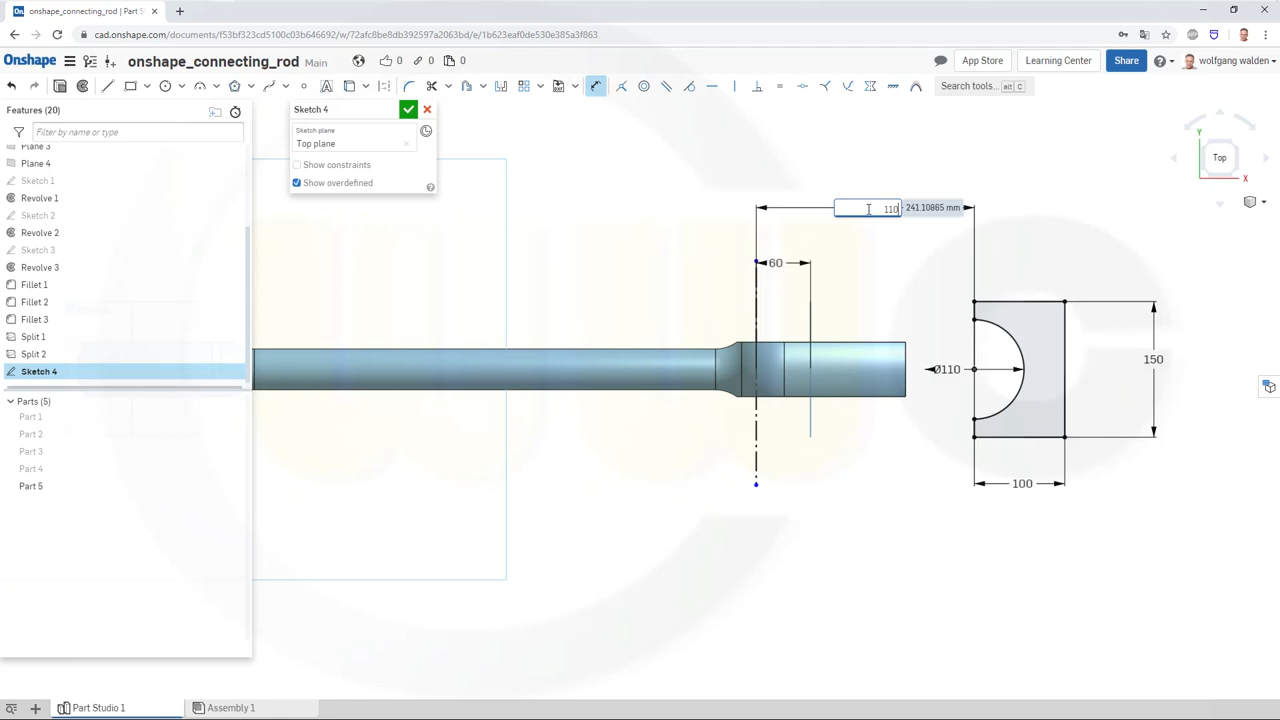 onshape_connecting_rod | Part S
cad.onshape.com/documents/f53bf323cd5100c03b646692/w/72afc8be8db392597a2063bd/e/1b623eaf0de53585a3af863
Onshape
onshape_connecting_rod Main
0 0 0
App Store
Learning Center
Share
wolfgang walden
Search tools... alt C
Features (20)
Filter by name or type
Plane 3
Plane 4
Sketch 1
Revolve 1
Sketch 2
Revolve 2
Sketch 3
Revolve 3
Fillet 1
Fillet 2
Fillet 3
Split 1
Split 2
Sketch 4
Parts (5)
Part 1
Part 2
Part 3
Part 4
Part 5
Sketch 4
Sketch plane
Top plane
Show constraints
Show overdefined
110 241.10865 mm
60
Ø110
150
100
Y
Top
X
Part Studio 1
Assembly 1